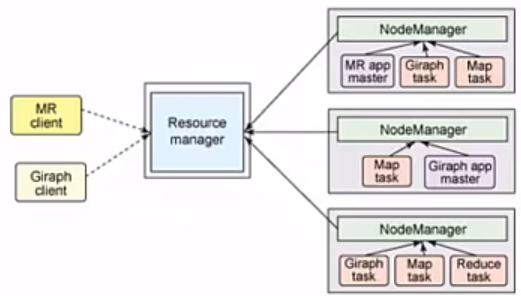 MR
client
Giraph
client
Resource
manager
NodeManager
MR app
master
Giraph
task
Map
task
NodeManager
Map
task
Giraph app
master
NodeManager
Giraph
task
Map
task
Reduce
task